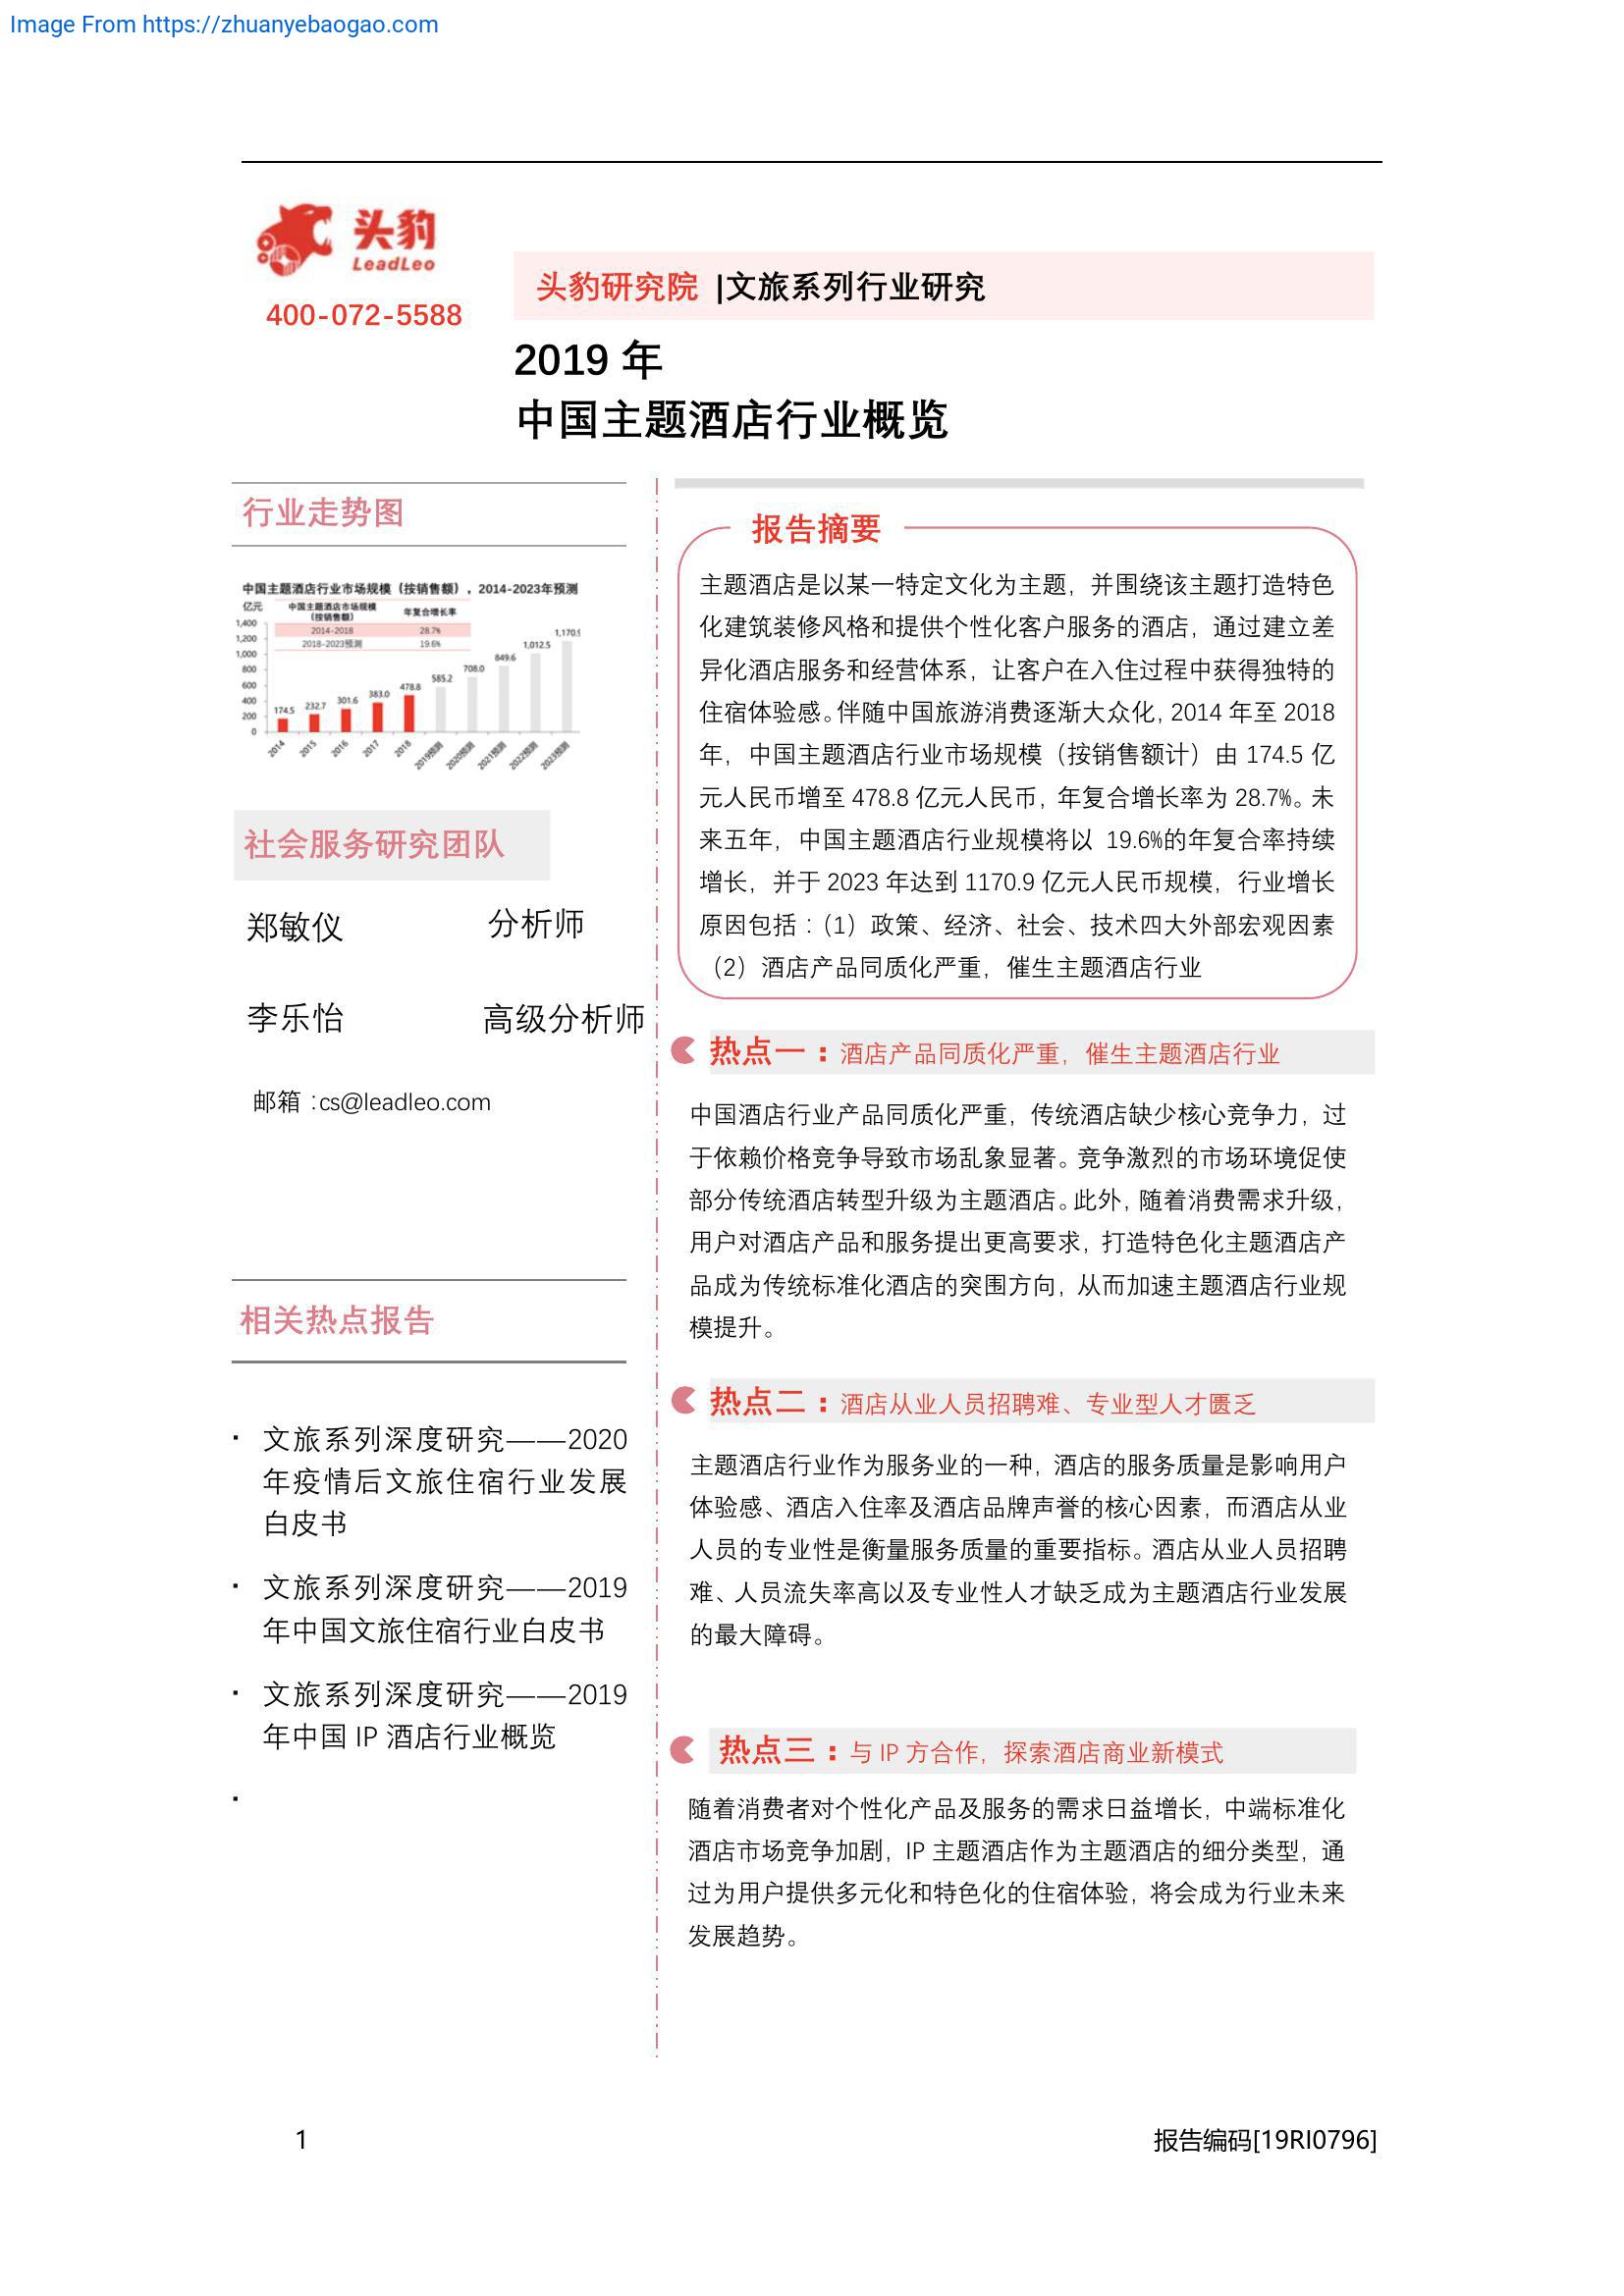 Image From https://zhuanyebaogao.com
头豹
LeadLeo
400-072-5588
头豹研究院 |文旅系列行业研究
2019 年
中国主题酒店行业概览
行业走势图
中国主题酒店行业市场规模（按销售额），2014-2023年预测
亿元
中国主题酒店市场规模
（按销售额）
年复合增长率
2014-2018 28.7%
2018-2023预测 19.6%
1,400
1,200
1,000
800
600
400
200
0
174.5 232.7 301.6 383.0 478.8 585.2 708.0 849.6 1,012.5 1,170.9
2014 2015 2016 2017 2018 2019预测 2020预测 2021预测 2022预测 2023预测
社会服务研究团队
郑敏仪 分析师
李乐怡 高级分析师
邮箱：cs@leadleo.com
相关热点报告
▪ 文旅系列深度研究——2020
年疫情后文旅住宿行业发展
白皮书
▪ 文旅系列深度研究——2019
年中国文旅住宿行业白皮书
▪ 文旅系列深度研究——2019
年中国 IP 酒店行业概览
▪
报告摘要
主题酒店是以某一特定文化为主题，并围绕该主题打造特色
化建筑装修风格和提供个性化客户服务的酒店，通过建立差
异化酒店服务和经营体系，让客户在入住过程中获得独特的
住宿体验感。伴随中国旅游消费逐渐大众化，2014 年至 2018
年，中国主题酒店行业市场规模（按销售额计）由 174.5 亿
元人民币增至 478.8 亿元人民币，年复合增长率为 28.7%。未
来五年，中国主题酒店行业规模将以 19.6%的年复合率持续
增长，并于 2023 年达到 1170.9 亿元人民币规模，行业增长
原因包括：（1）政策、经济、社会、技术四大外部宏观因素
（2）酒店产品同质化严重，催生主题酒店行业
热点一：酒店产品同质化严重，催生主题酒店行业
中国酒店行业产品同质化严重，传统酒店缺少核心竞争力，过
于依赖价格竞争导致市场乱象显著。竞争激烈的市场环境促使
部分传统酒店转型升级为主题酒店。此外，随着消费需求升级，
用户对酒店产品和服务提出更高要求，打造特色化主题酒店产
品成为传统标准化酒店的突围方向，从而加速主题酒店行业规
模提升。
热点二：酒店从业人员招聘难、专业型人才匮乏
主题酒店行业作为服务业的一种，酒店的服务质量是影响用户
体验感、酒店入住率及酒店品牌声誉的核心因素，而酒店从业
人员的专业性是衡量服务质量的重要指标。酒店从业人员招聘
难、人员流失率高以及专业性人才缺乏成为主题酒店行业发展
的最大障碍。
热点三：与 IP 方合作，探索酒店商业新模式
随着消费者对个性化产品及服务的需求日益增长，中端标准化
酒店市场竞争加剧，IP 主题酒店作为主题酒店的细分类型，通
过为用户提供多元化和特色化的住宿体验，将会成为行业未来
发展趋势。
1
报告编码[19RI0796]